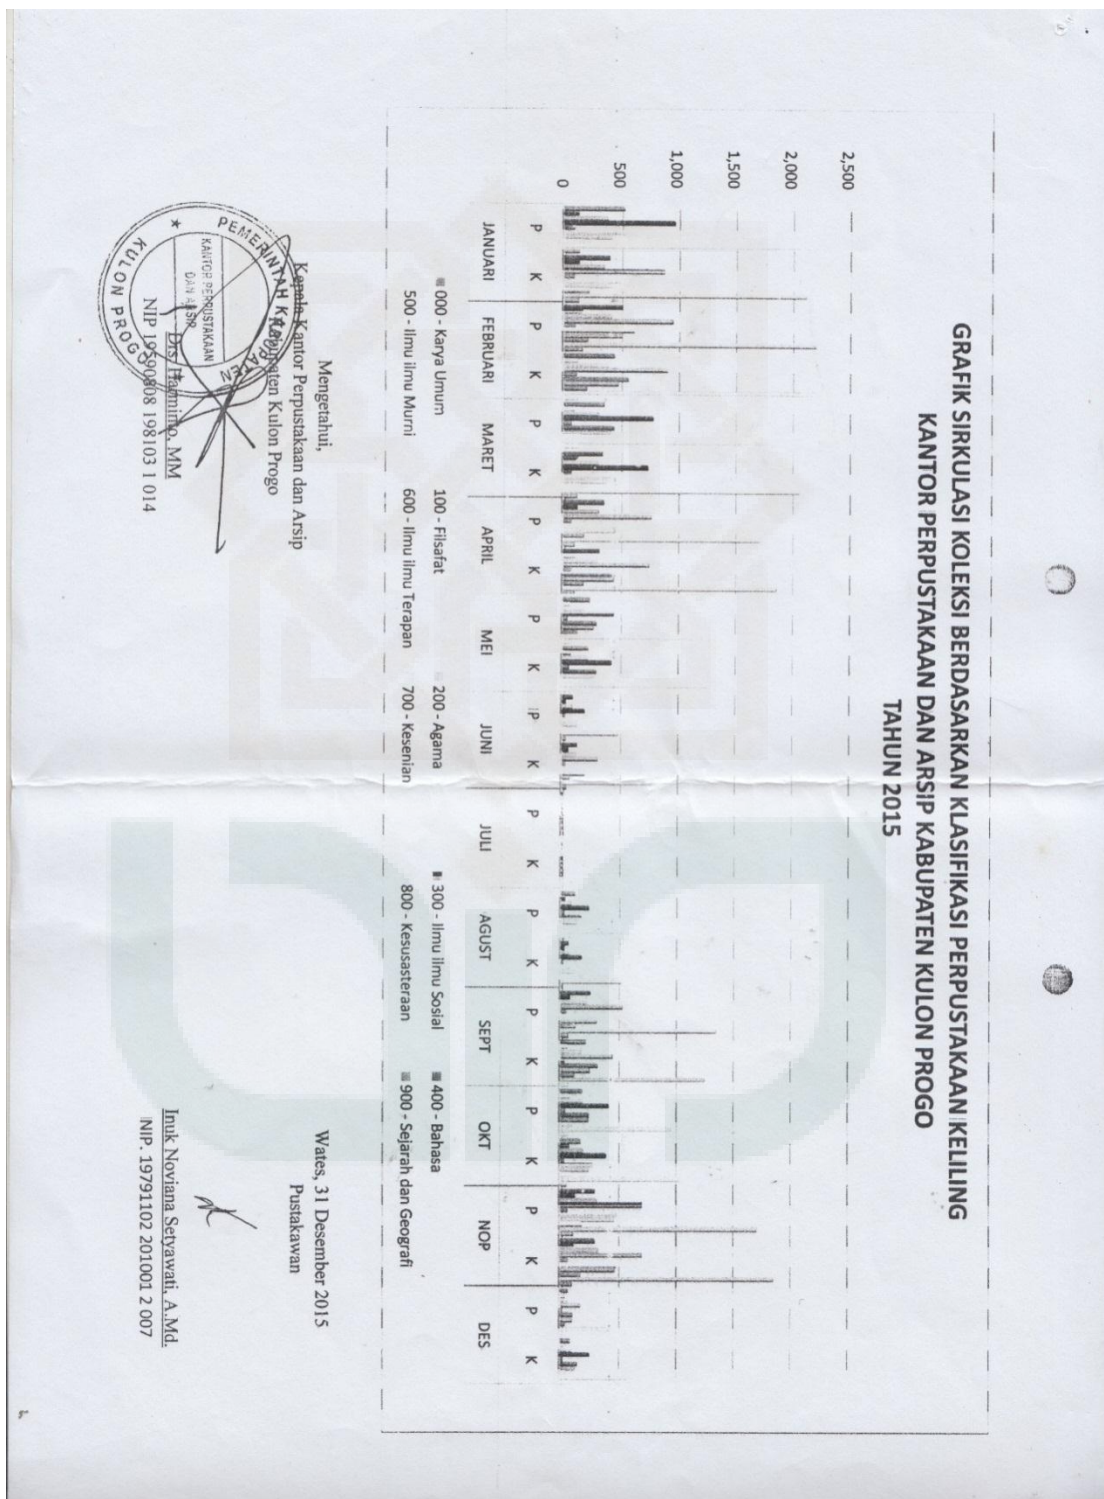 GRAFIK SIRKULASI KOLEKSI BERDASARKAN KLASIFIKASI PERPUSTAKAAN KELILING
KANTOR PERPUSTAKAAN DAN ARSIP KABUPATEN KULON PROGO
TAHUN 2015
2,500
2,000
1,500
1,000
500
0
P K P K P K P K P K P K P K P K P K P K P K P K
JANUARI FEBRUARI MARET APRIL MEI JUNI JULI AGUST SEPT OKT NOP DES
000 - Karya Umum 100 - Filsafat 200 - Agama 300 - Ilmu ilmu Sosial 400 - Bahasa
500 - Ilmu ilmu Murni 600 - Ilmu ilmu Terapan 700 - Kesenian 800 - Kesusasteraan 900 - Sejarah dan Geografi
Mengetahui,
Kepala Kantor Perpustakaan dan Arsip
Kabupaten Kulon Progo
PEMERINTAH KABUPATEN
KANTOR PERPUSTAKAAN
DAN ARSIP
KULON PROGO
MM
NIP 19590808 198103 1 014
Wates, 31 Desember 2015
Pustakawan
Inuk Noviana Setyawati, A.Md.
NIP. 19791102 201001 2 007